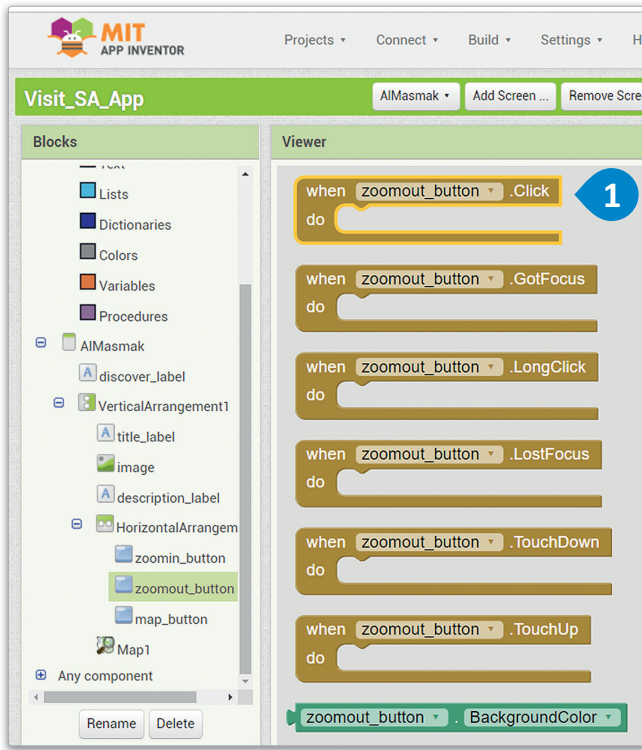 MIT
APP INVENTOR
Projects Connect Build Settings H
Visit_SA_App
AlMasmak Add Screen ... Remove Scre
Blocks
Viewer
Text
Lists
Dictionaries
Colors
Variables
Procedures
AlMasmak
discover_label
VerticalArrangement1
title_label
image
description_label
HorizontalArrangem
zoomin_button
zoomout_button
map_button
Map1
Any component
Rename Delete
when zoomout_button .Click
do
1
when zoomout_button .GotFocus
do
when zoomout_button .LongClick
do
when zoomout_button .LostFocus
do
when zoomout_button .TouchDown
do
when zoomout_button .TouchUp
do
zoomout_button . BackgroundColor